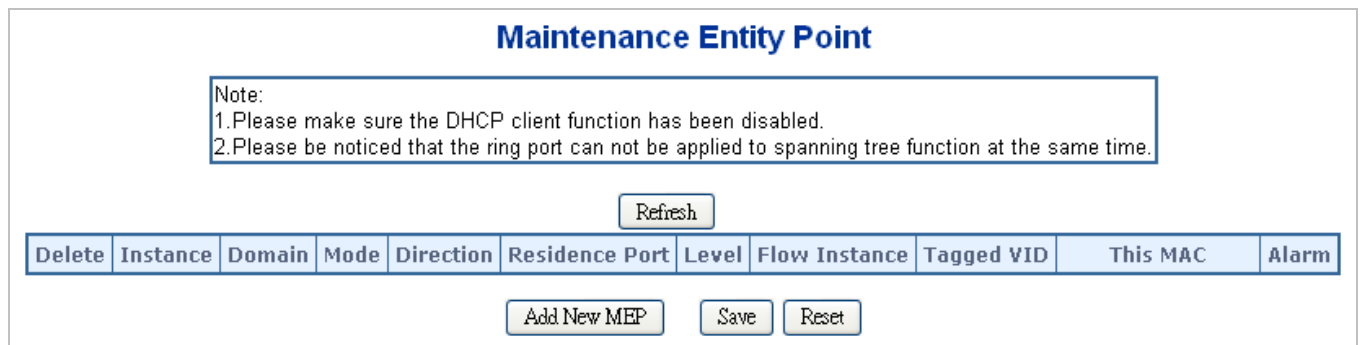 Maintenance Entity Point
Note:
1.Please make sure the DHCP client function has been disabled.
2.Please be noticed that the ring port can not be applied to spanning tree function at the same time.
Refresh
Delete Instance Domain Mode Direction Residence Port Level Flow Instance Tagged VID This MAC Alarm
Add New MEP Save Reset